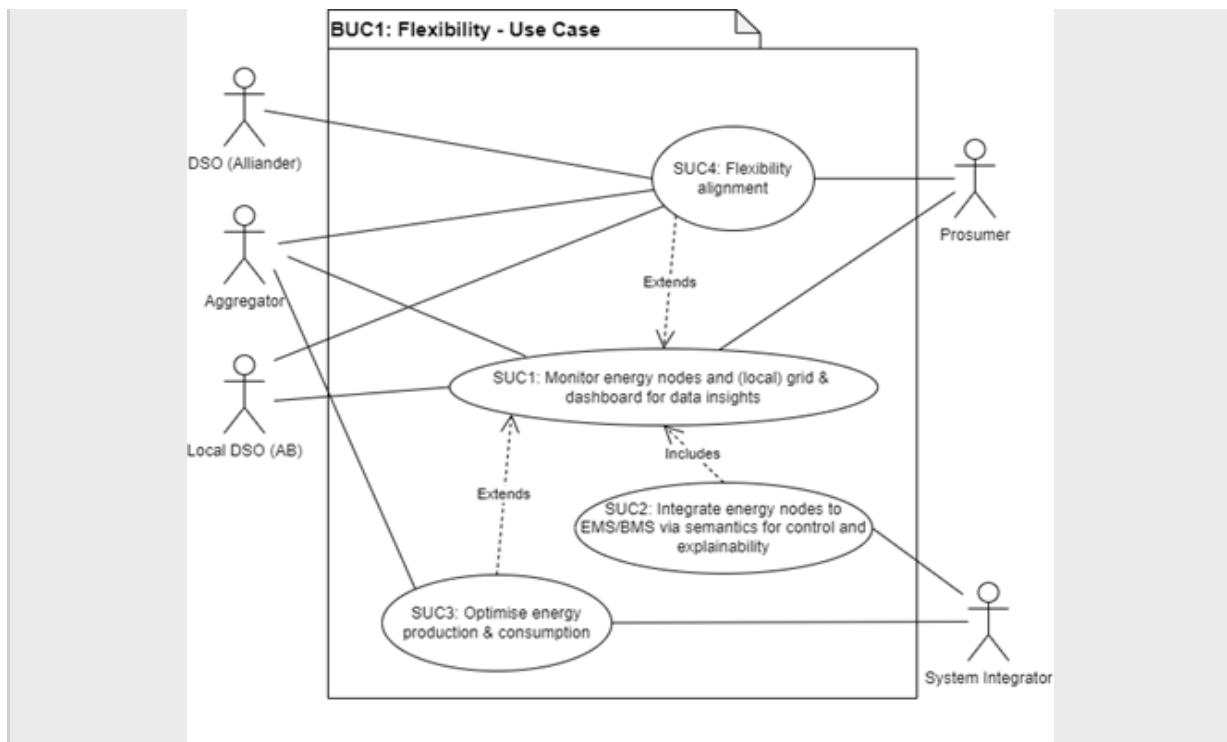 BUC1: Flexibility - Use Case
DSO (Alliander)
SUC4: Flexibility
alignment
Prosumer
Aggregator
Extends
SUC1: Monitor energy nodes and (local) grid &
dashboard for data insights
Local DSO (AB)
Includes
Extends
SUC2: Integrate energy nodes to
EMS/BMS via semantics for control and
explainability
SUC3: Optimise energy
production & consumption
System Integrator